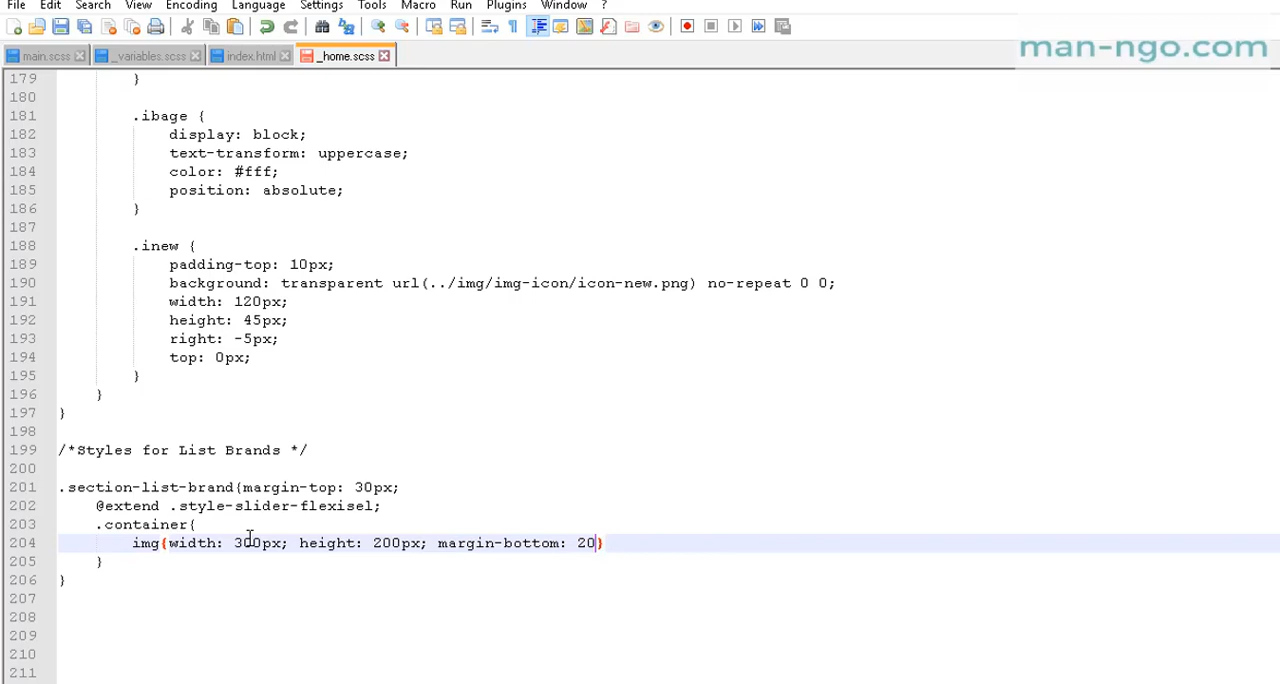 File Edit Search View Encoding Language Settings Tools Macro Run Plugins Window ?
man-ngo.com
main.scss _variables.scss index.html _home.scss
179 }
180
181 .ibage {
182 display: block;
183 text-transform: uppercase;
184 color: #fff;
185 position: absolute;
186 }
187
188 .inew {
189 padding-top: 10px;
190 background: transparent url(../img/img-icon/icon-new.png) no-repeat 0 0;
191 width: 120px;
192 height: 45px;
193 right: -5px;
194 top: 0px;
195 }
196 }
197 }
198
199 /*Styles for List Brands */
200
201 .section-list-brand{margin-top: 30px;
202 @extend .style-slider-flexisel;
203 .container{
204 img{width: 300px; height: 200px; margin-bottom: 20}
205 }
206 }
207
208
209
210
211